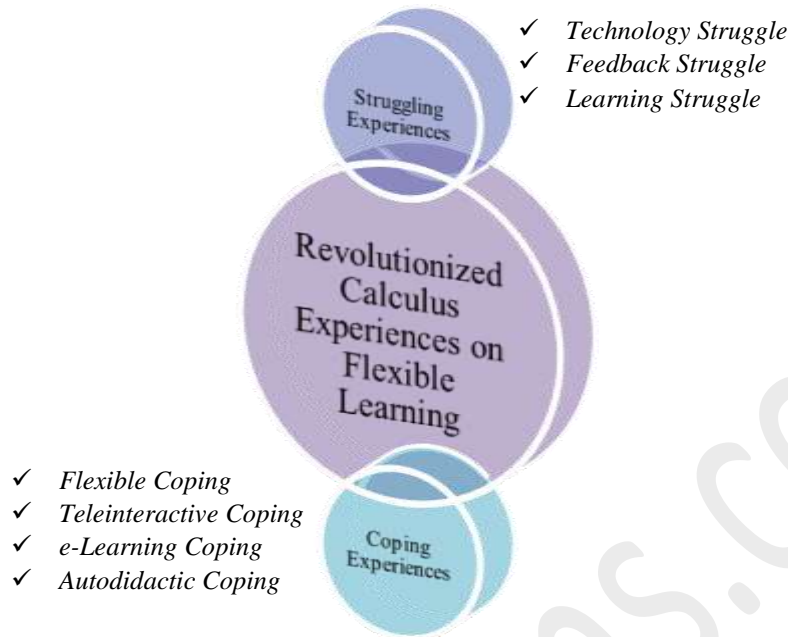 ✓ Technology Struggle
✓ Feedback Struggle
✓ Learning Struggle
Struggling
Experiences
Revolutionized
Calculus
Experiences on
Flexible
Learning
✓ Flexible Coping
✓ Teleinteractive Coping
✓ e-Learning Coping
✓ Autodidactic Coping
Coping
Experiences